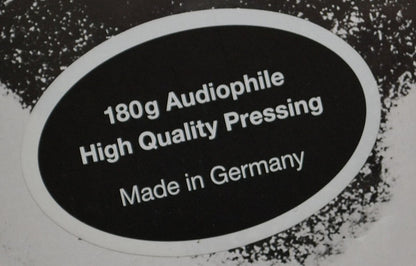 180g Audiophile
High Quality Pressing
Made in Germany